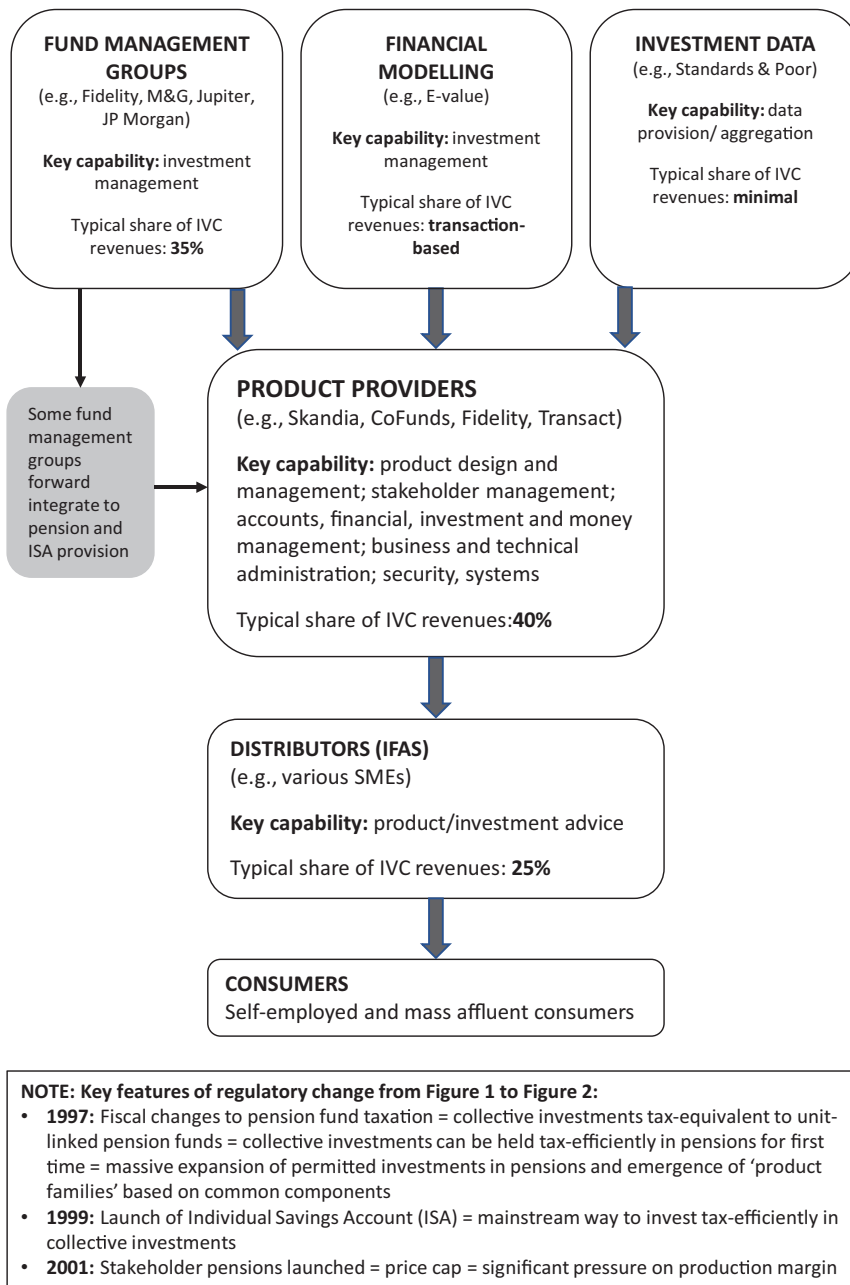 FUND MANAGEMENT
GROUPS
(e.g., Fidelity, M&G, Jupiter,
JP Morgan)
Key capability: investment
management
Typical share of IVC
revenues: 35%
FINANCIAL
MODELLING
(e.g., E-value)
Key capability: investment
management
Typical share of IVC
revenues: transaction-
based
INVESTMENT DATA
(e.g., Standards & Poor)
Key capability: data
provision/ aggregation
Typical share of IVC
revenues: minimal
Some fund
management
groups
forward
integrate to
pension and
ISA provision
PRODUCT PROVIDERS
(e.g., Skandia, CoFunds, Fidelity, Transact)
Key capability: product design and
management; stakeholder management;
accounts, financial, investment and money
management; business and technical
administration; security, systems
Typical share of IVC revenues:40%
DISTRIBUTORS (IFAS)
(e.g., various SMEs)
Key capability: product/investment advice
Typical share of IVC revenues: 25%
CONSUMERS
Self-employed and mass affluent consumers
NOTE: Key features of regulatory change from Figure 1 to Figure 2:
• 1997: Fiscal changes to pension fund taxation = collective investments tax-equivalent to unit-
linked pension funds = collective investments can be held tax-efficiently in pensions for first
time = massive expansion of permitted investments in pensions and emergence of ‘product
families’ based on common components
• 1999: Launch of Individual Savings Account (ISA) = mainstream way to invest tax-efficiently in
collective investments
• 2001: Stakeholder pensions launched = price cap = significant pressure on production margin